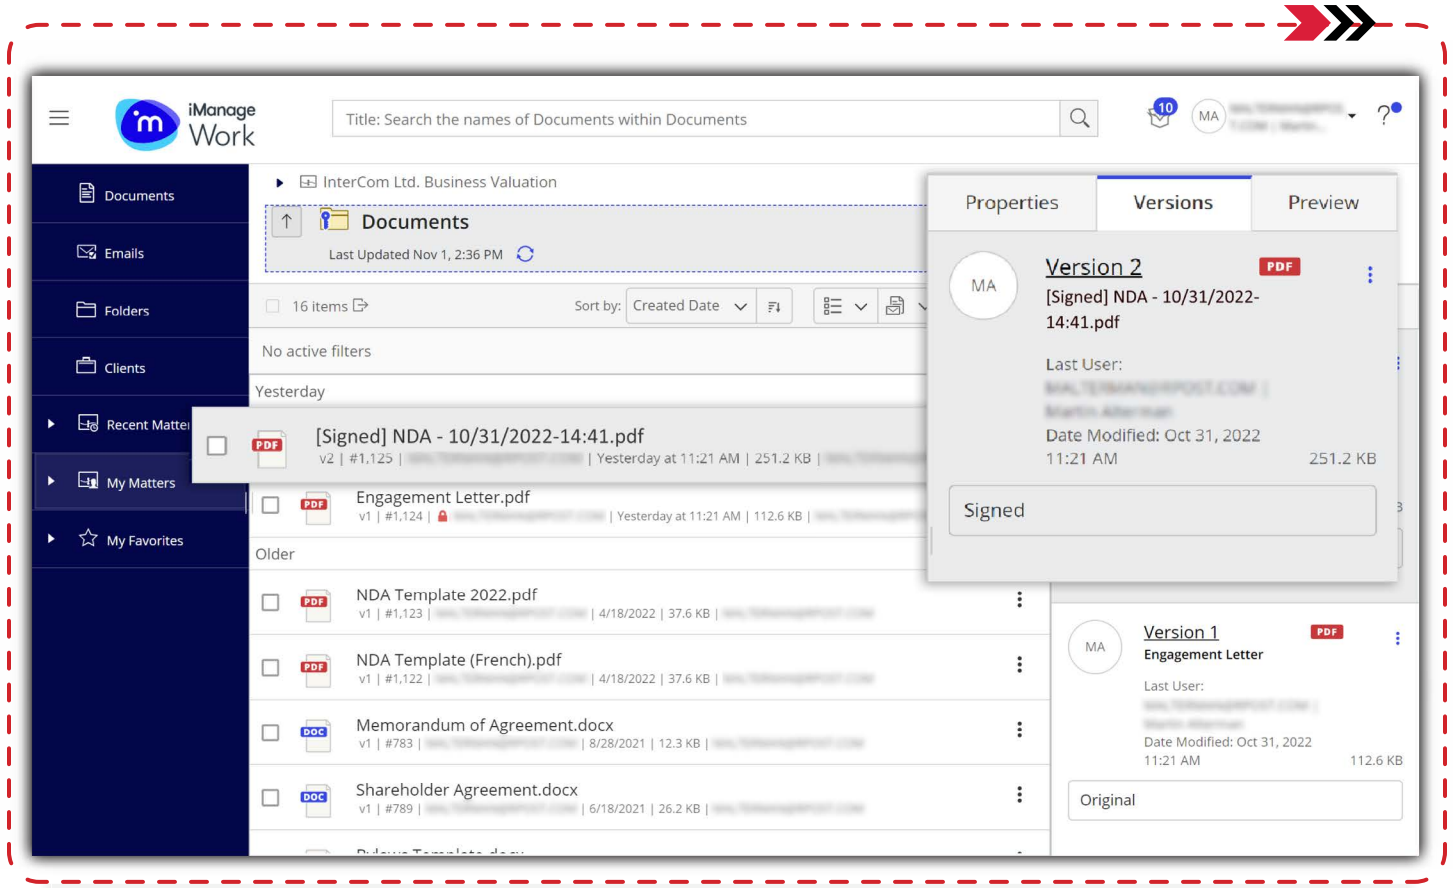 iManage
Work
Title: Search the names of Documents within Documents
10
MA
?
Documents
Emails
Folders
Clients
Recent Matte
My Matters
My Favorites
InterCom Ltd. Business Valuation
Documents
Last Updated Nov 1, 2:36 PM
16 items
Sort by: Created Date
No active filters
Yesterday
PDF
[Signed] NDA - 10/31/2022-14:41.pdf
v2 | #1,125 | | Yesterday at 11:21 AM | 251.2 KB |
PDF
Engagement Letter.pdf
v1 | #1,124 | | Yesterday at 11:21 AM | 112.6 KB |
Older
PDF
NDA Template 2022.pdf
v1 | #1,123 | | 4/18/2022 | 37.6 KB |
PDF
NDA Template (French).pdf
v1 | #1,122 | | 4/18/2022 | 37.6 KB |
DOC
Memorandum of Agreement.docx
v1 | #783 | | 8/28/2021 | 12.3 KB |
DOC
Shareholder Agreement.docx
v1 | #789 | | 6/18/2021 | 26.2 KB |
Properties
Versions
Preview
MA
Version 2
PDF
[Signed] NDA - 10/31/2022-
14:41.pdf
Last User:
Date Modified: Oct 31, 2022
11:21 AM
251.2 KB
Signed
MA
Version 1
PDF
Engagement Letter
Last User:
Date Modified: Oct 31, 2022
11:21 AM
112.6 KB
Original